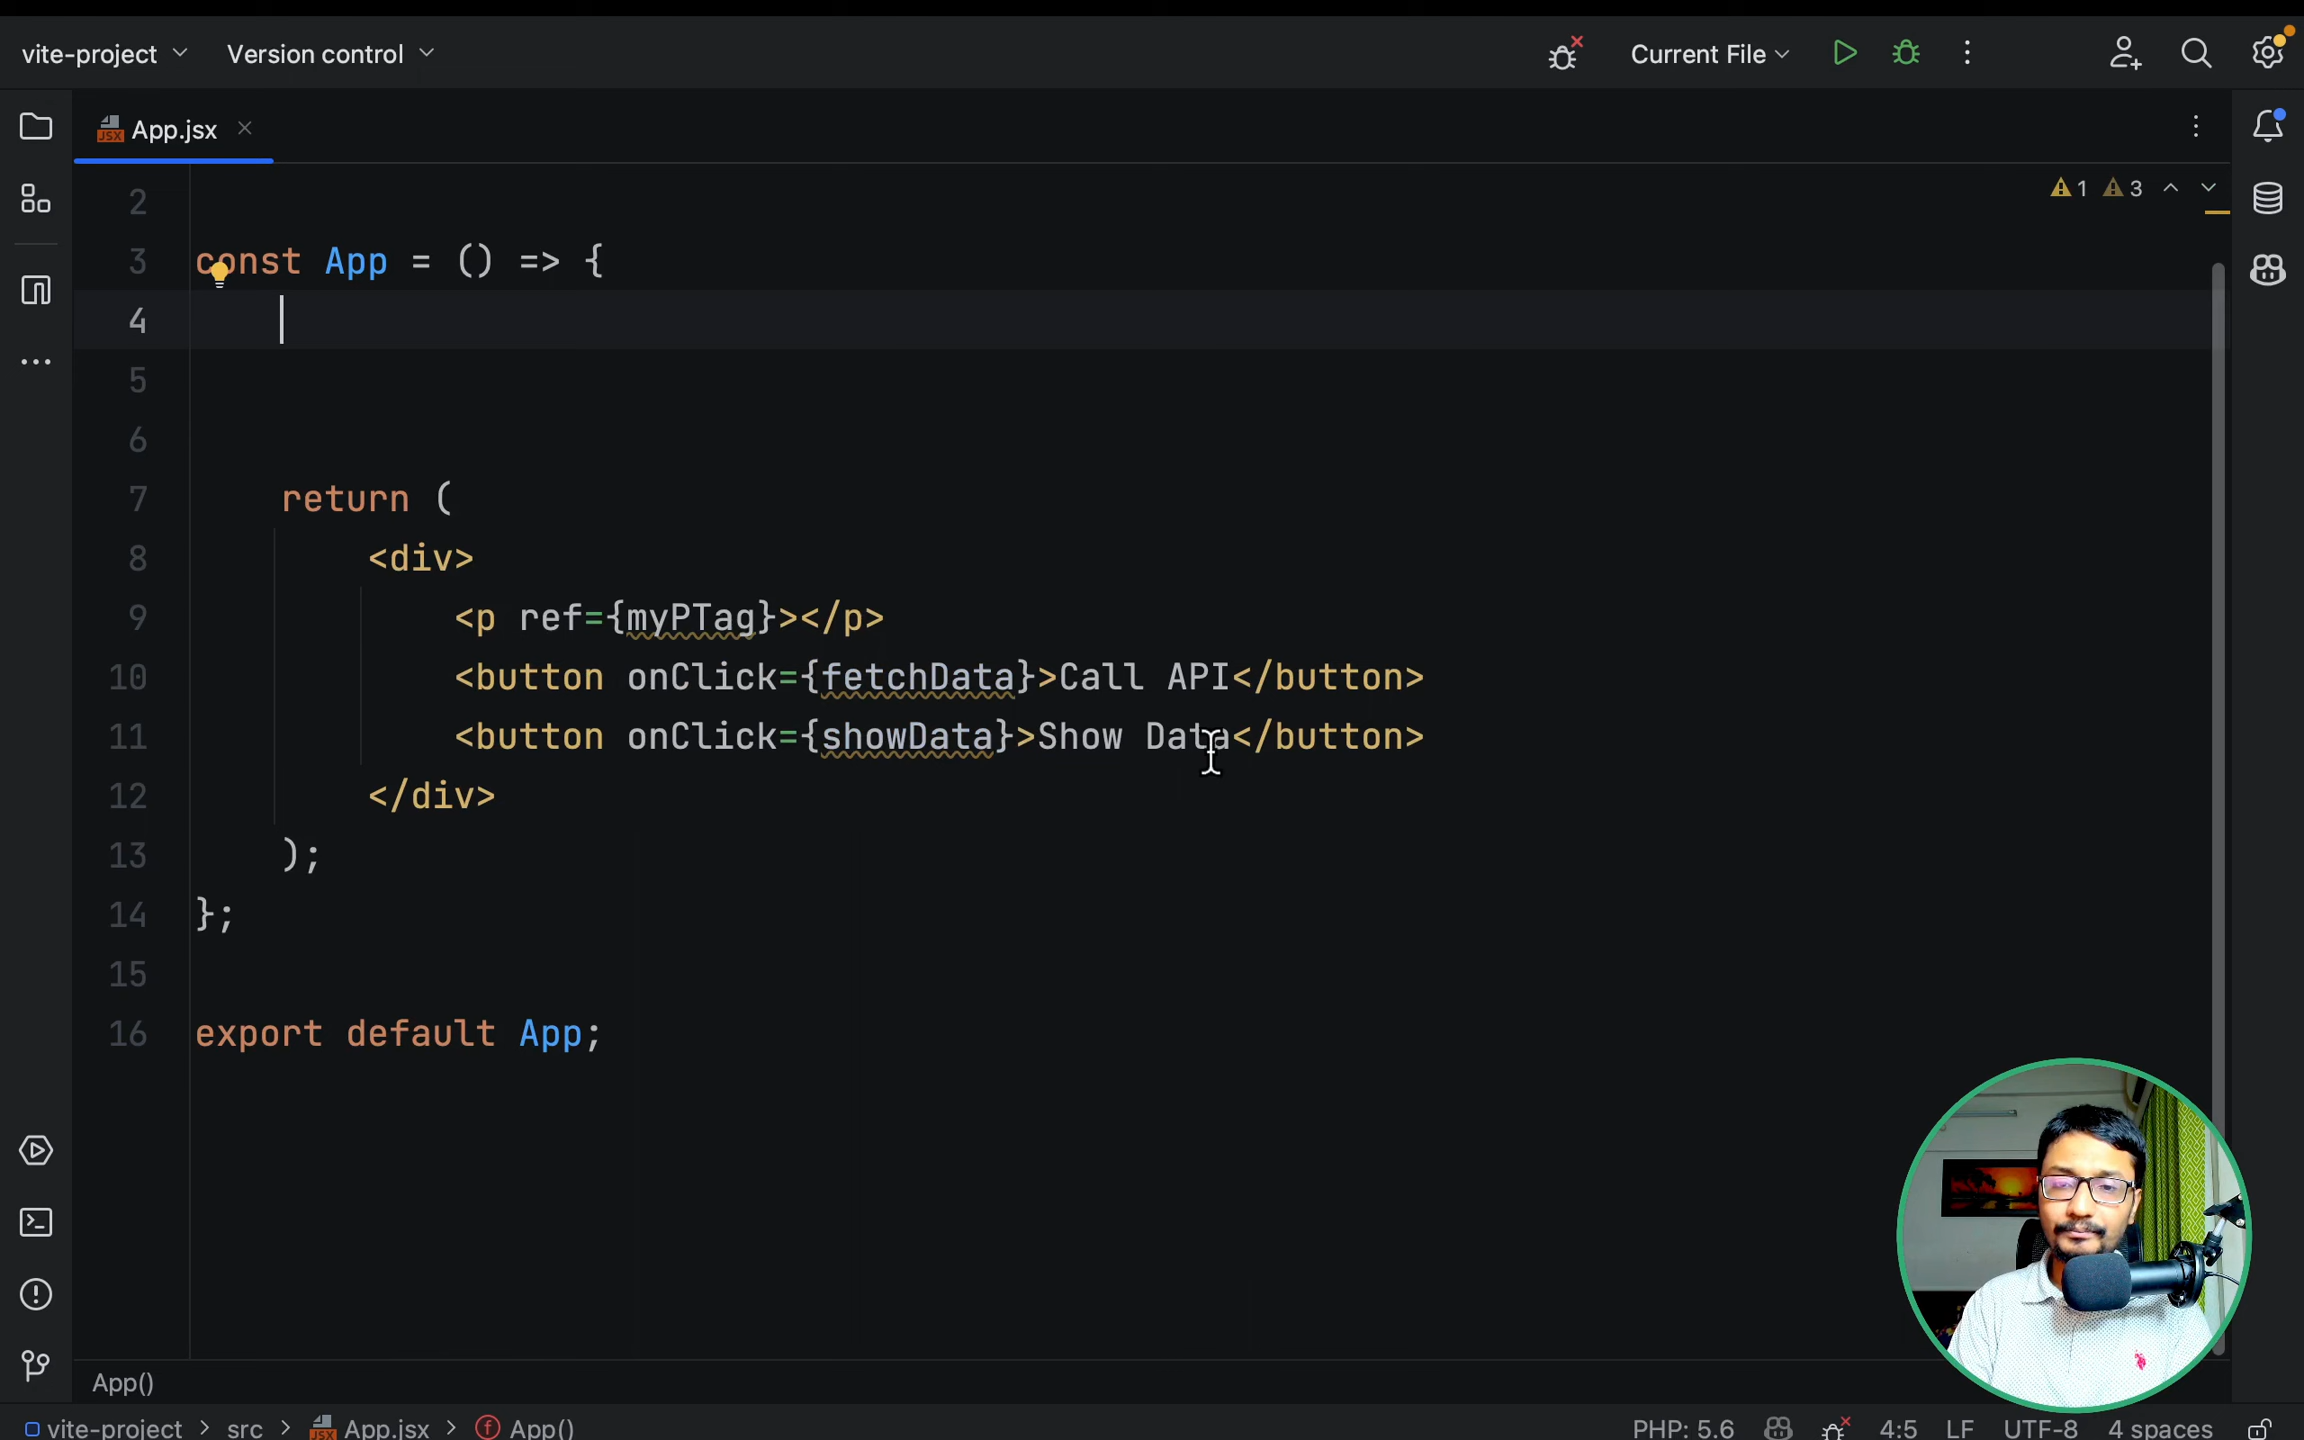 vite-project Version control Current File
JSX App.jsx
1 3
2
3 const App = () => {
4
5
6
7 return (
8 <div>
9 <p ref={myPTag}></p>
10 <button onClick={fetchData}>Call API</button>
11 <button onClick={showData}>Show Data</button>
12 </div>
13 );
14 };
15
16 export default App;
App()
vite-project > src > JSX App.jsx > f App() PHP: 5.6 4:5 LF UTF-8 4 spaces